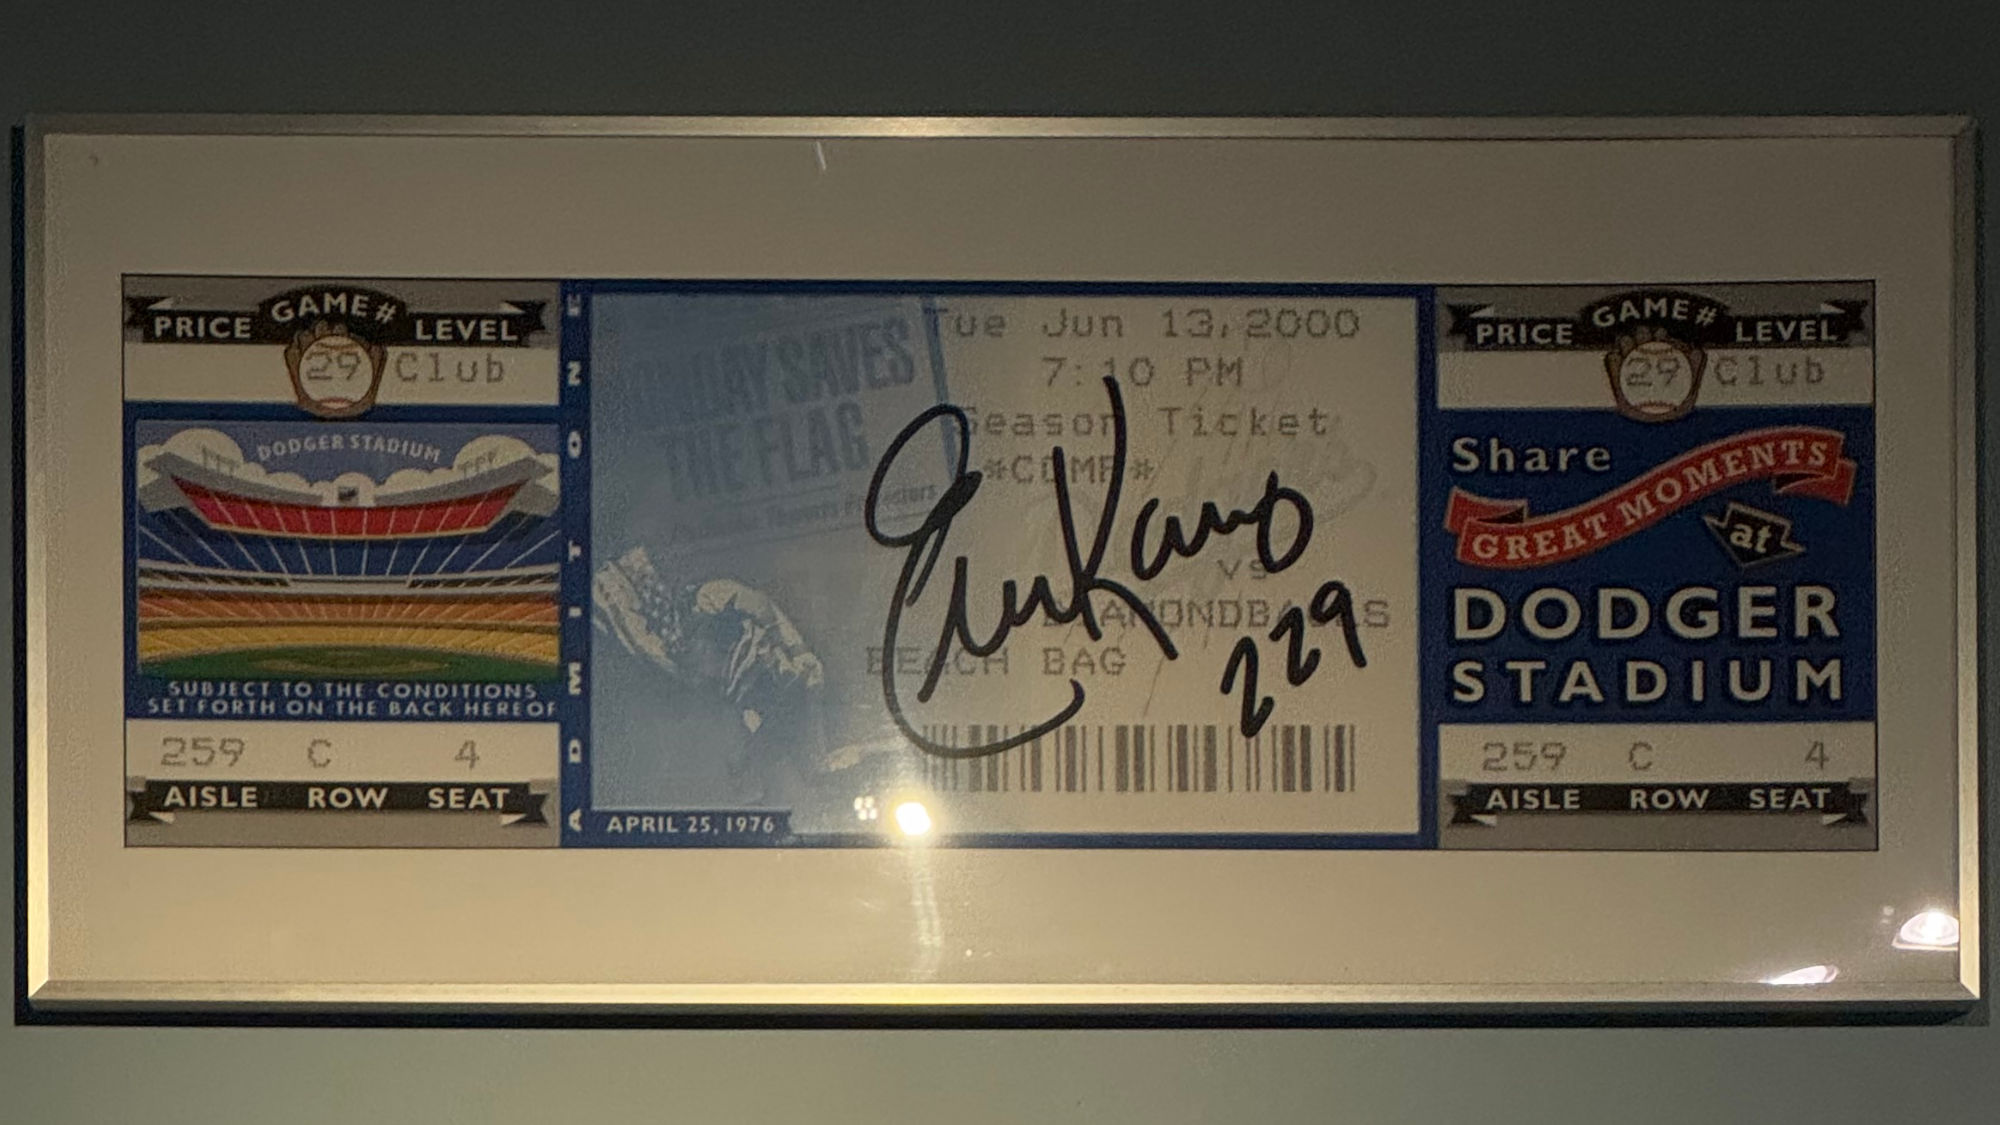 PRICE GAME# LEVEL
29 Club
DODGER STADIUM
SUBJECT TO THE CONDITIONS
SET FORTH ON THE BACK HEREOF
259 C 4
AISLE ROW SEAT
ADMIT ONE
SAVES
THE FLAG
APRIL 25, 1976
Tue Jun 13, 2000
7:10 PM
Season Ticket
*COMP*
vs
DIAMONDBACKS
BEACH BAG
Eric Karros
229
PRICE GAME# LEVEL
29 Club
Share
GREAT MOMENTS
at
DODGER
STADIUM
259 C 4
AISLE ROW SEAT